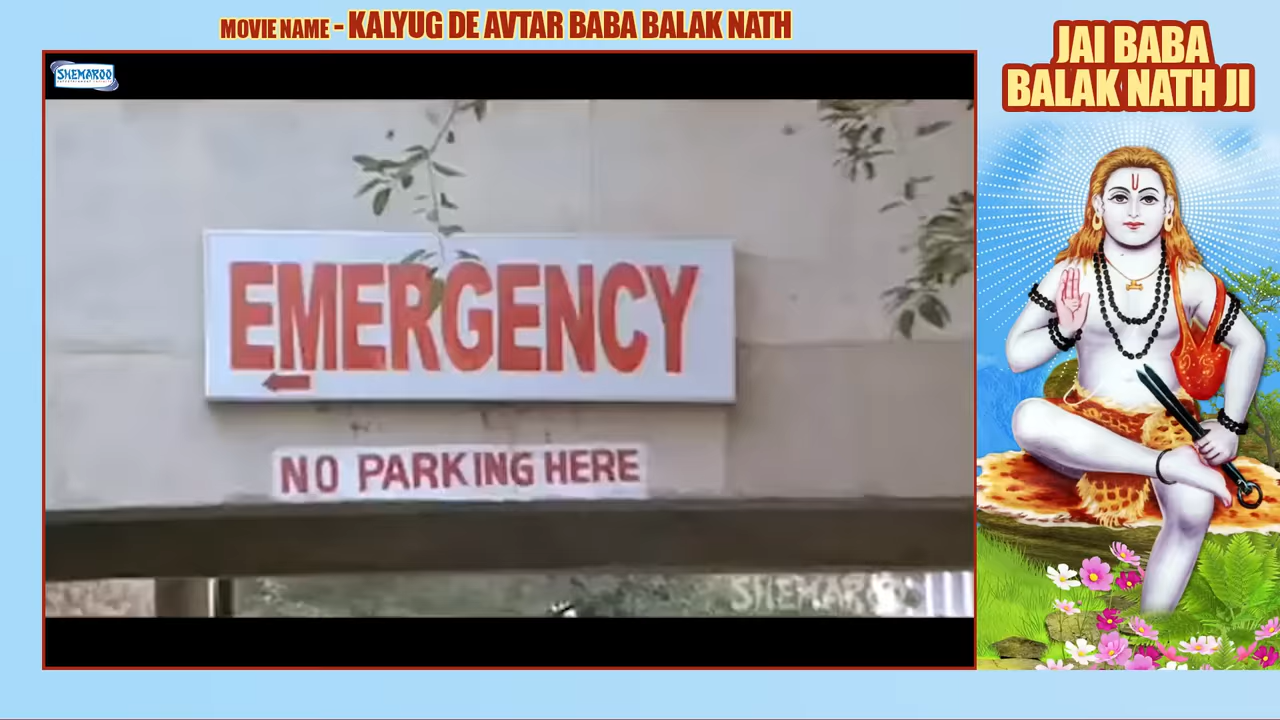 MOVIE NAME - KALYUG DE AVTAR BABA BALAK NATH
JAI BABA
BALAK NATH JI
SHEMAROO
EMERGENCY
NO PARKING HERE
SHEMAROO